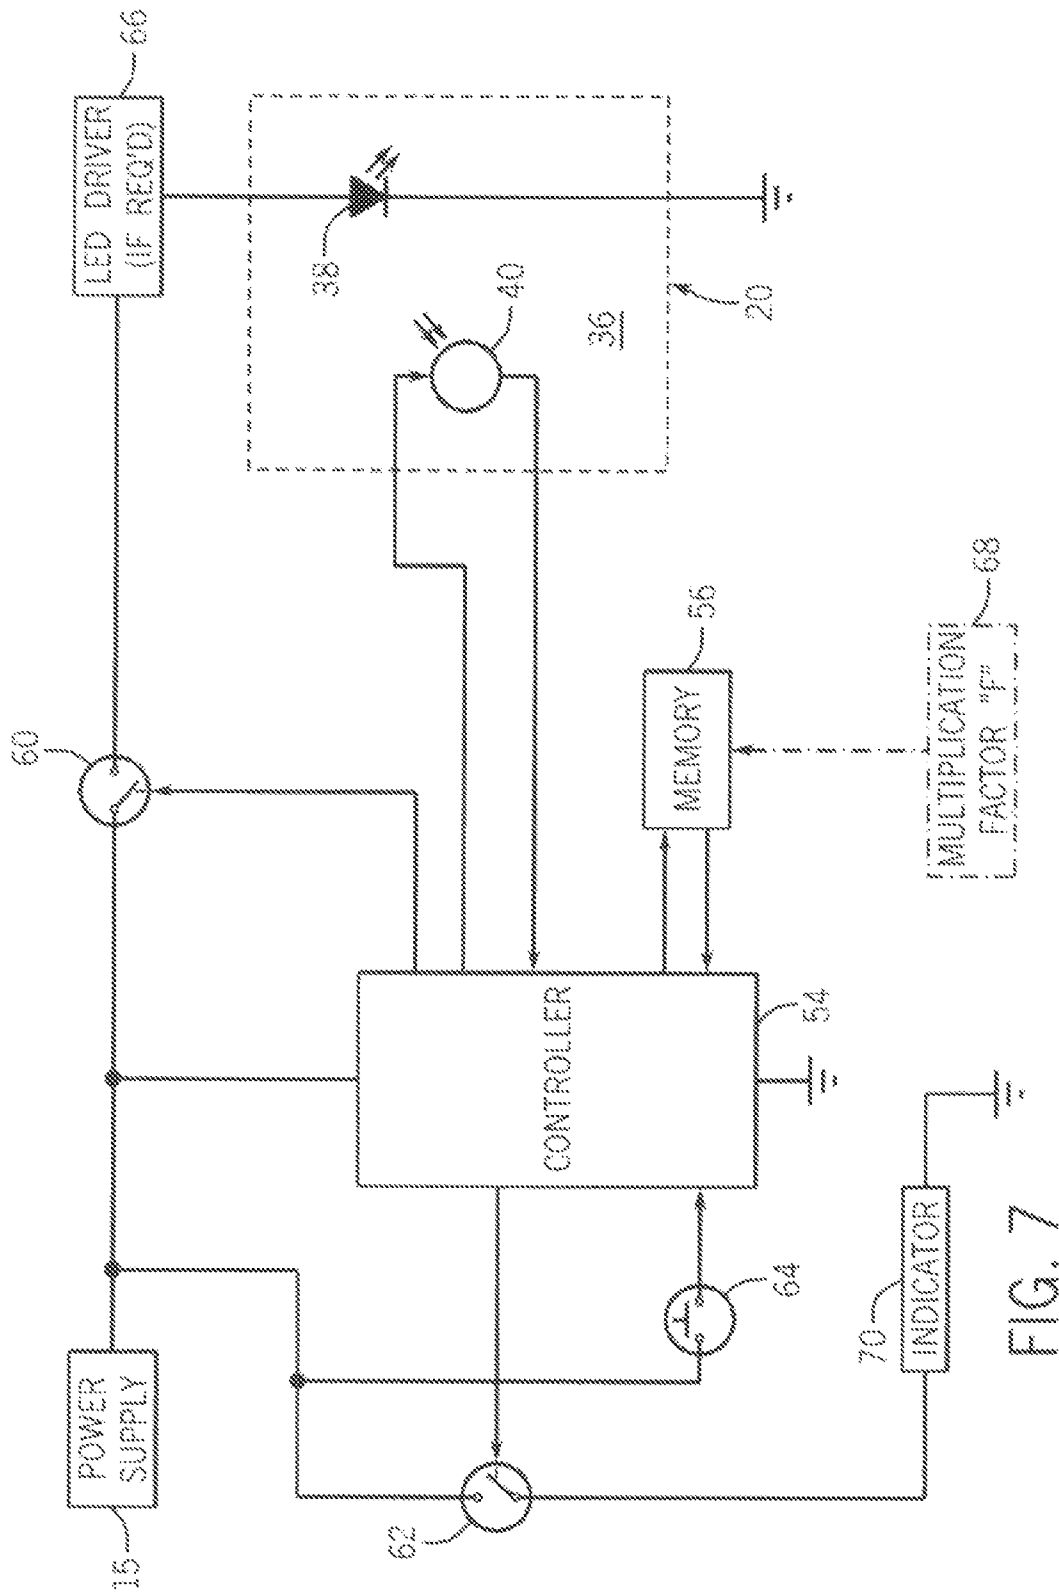 15
POWER
SUPPLY
60
LED DRIVER
(IF REQ'D)
66
62
CONTROLLER
54
64
38
40
36
20
MEMORY
56
70
INDICATOR
MULTIPLICATION
FACTOR "F"
68
FIG. 7